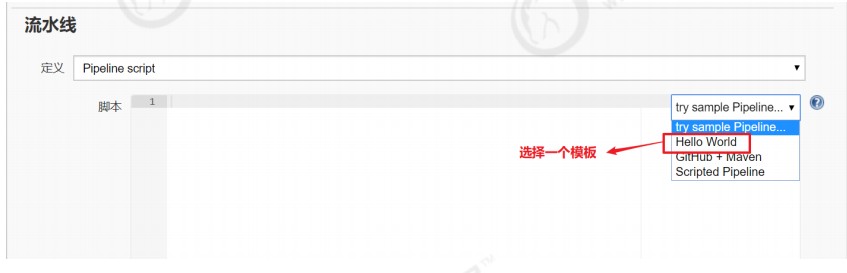 流水线
定义 Pipeline script
脚本 1 try sample Pipeline...
try sample Pipeline...
选择一个模板 Hello World
GitHub + Maven
Scripted Pipeline